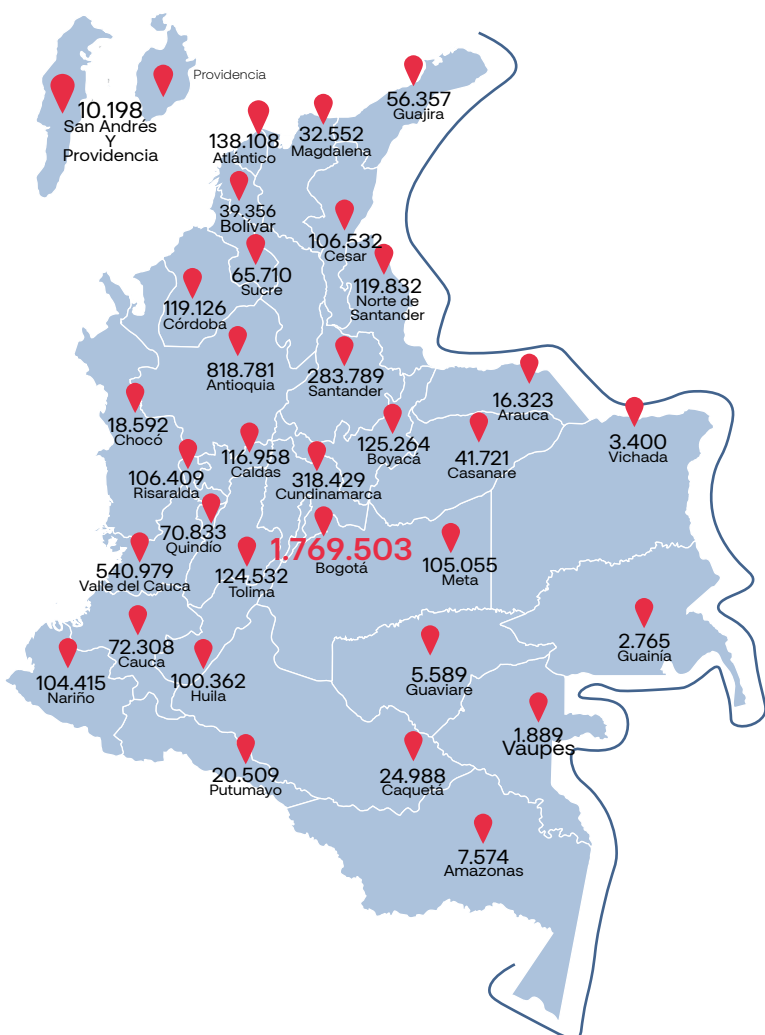 Providencia
10.198
San Andrés
Y
Providencia
56.357
Guajira
138.108
Atlántico
32.552
Magdalena
39.356
Bolívar
106.532
Cesar
65.710
Sucre
119.832
Norte de
Santander
119.126
Córdoba
818.781
Antioquia
283.789
Santander
16.323
Arauca
18.592
Chocó
125.264
Boyacá
3.400
Vichada
116.958
Caldas
41.721
Casanare
106.409
Risaralda
318.429
Cundinamarca
70.833
Quindío
1.769.503
Bogotá
105.055
Meta
540.979
Valle del Cauca
124.532
Tolima
72.308
Cauca
2.765
Guainía
104.415
Nariño
100.362
Huila
5.589
Guaviare
1.889
Vaupés
20.509
Putumayo
24.988
Caquetá
7.574
Amazonas